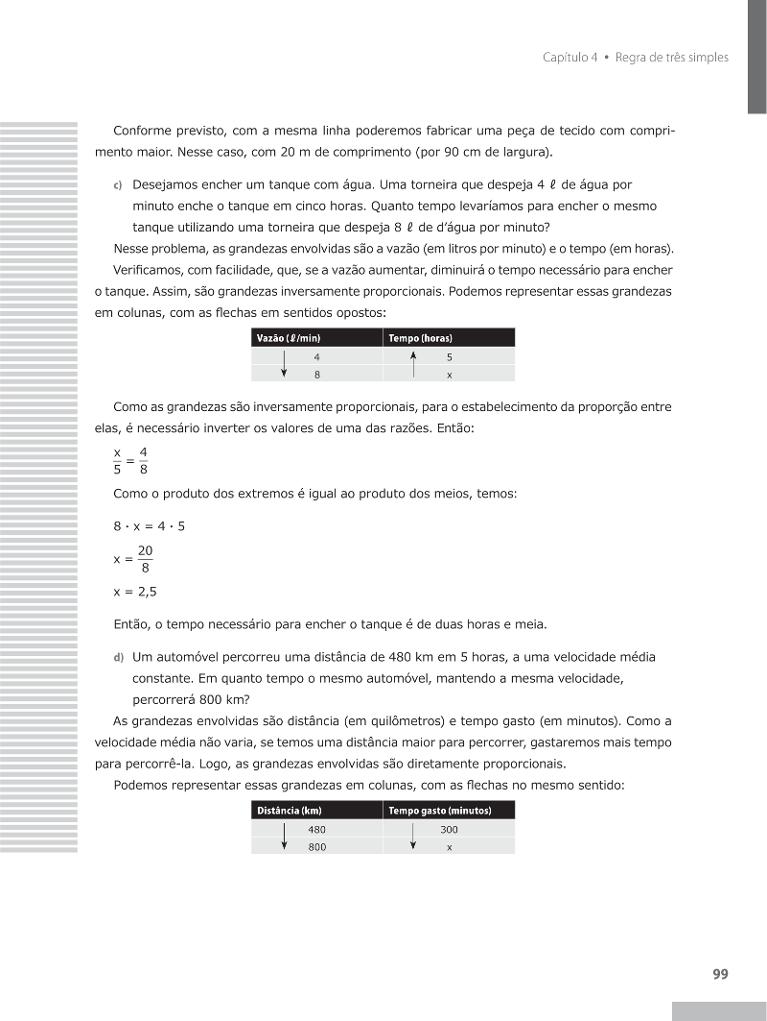 Capítulo 4 • Regra de três simples
Conforme previsto, com a mesma linha poderemos fabricar uma peça de tecido com compri-
mento maior. Nesse caso, com 20 m de comprimento (por 90 cm de largura).
c) Desejamos encher um tanque com água. Uma torneira que despeja 4 ℓ de água por
minuto enche o tanque em cinco horas. Quanto tempo levaríamos para encher o mesmo
tanque utilizando uma torneira que despeja 8 ℓ de d’água por minuto?
Nesse problema, as grandezas envolvidas são a vazão (em litros por minuto) e o tempo (em horas).
Verificamos, com facilidade, que, se a vazão aumentar, diminuirá o tempo necessário para encher
o tanque. Assim, são grandezas inversamente proporcionais. Podemos representar essas grandezas
em colunas, com as flechas em sentidos opostos:
Vazão (ℓ/min) Tempo (horas)
4 5
8 x
Como as grandezas são inversamente proporcionais, para o estabelecimento da proporção entre
elas, é necessário inverter os valores de uma das razões. Então:
x/5 = 4/8
Como o produto dos extremos é igual ao produto dos meios, temos:
8 · x = 4 · 5
x = 20/8
x = 2,5
Então, o tempo necessário para encher o tanque é de duas horas e meia.
d) Um automóvel percorreu uma distância de 480 km em 5 horas, a uma velocidade média
constante. Em quanto tempo o mesmo automóvel, mantendo a mesma velocidade,
percorrerá 800 km?
As grandezas envolvidas são distância (em quilômetros) e tempo gasto (em minutos). Como a
velocidade média não varia, se temos uma distância maior para percorrer, gastaremos mais tempo
para percorrê-la. Logo, as grandezas envolvidas são diretamente proporcionais.
Podemos representar essas grandezas em colunas, com as flechas no mesmo sentido:
Distância (km) Tempo gasto (minutos)
480 300
800 x
99